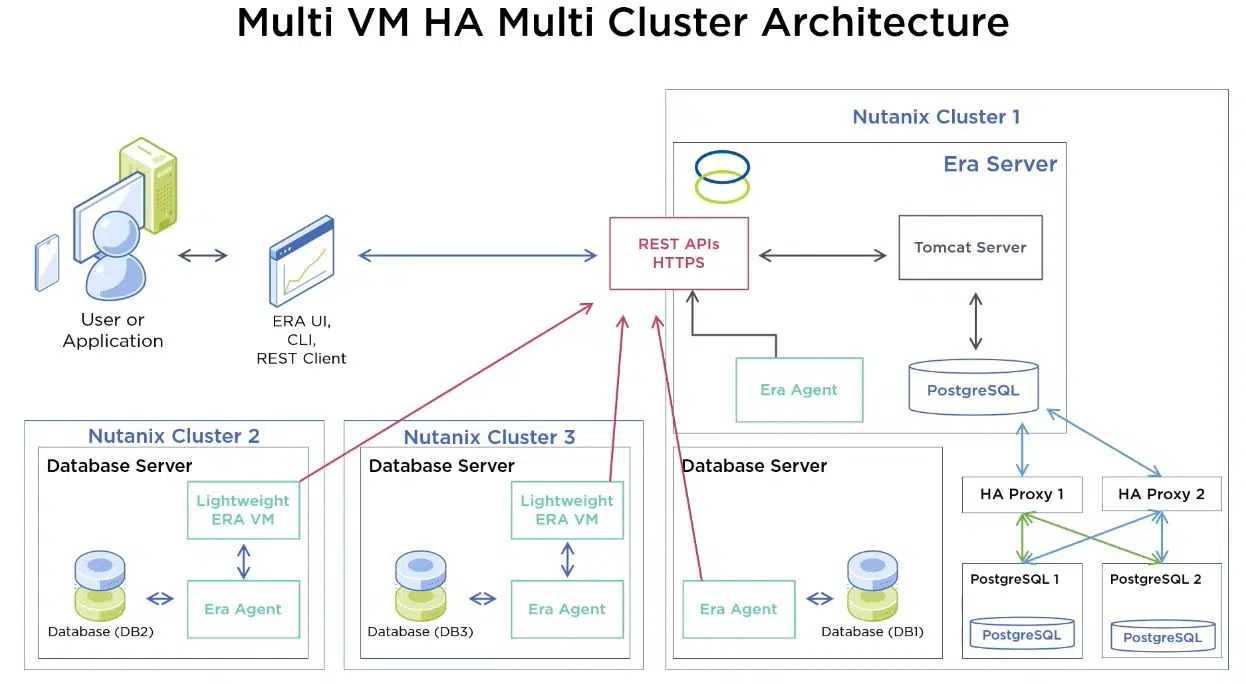 Multi VM HA Multi Cluster Architecture
Nutanix Cluster 1
Era Server
REST APIs
HTTPS
Tomcat Server
User or
Application
ERA UI,
CLI,
REST Client
Era Agent
PostgreSQL
Nutanix Cluster 2
Database Server
Lightweight
ERA VM
Database (DB2)
Era Agent
Nutanix Cluster 3
Database Server
Lightweight
ERA VM
Database (DB3)
Era Agent
Database Server
Era Agent
Database (DB1)
HA Proxy 1
HA Proxy 2
PostgreSQL 1
PostgreSQL
PostgreSQL 2
PostgreSQL